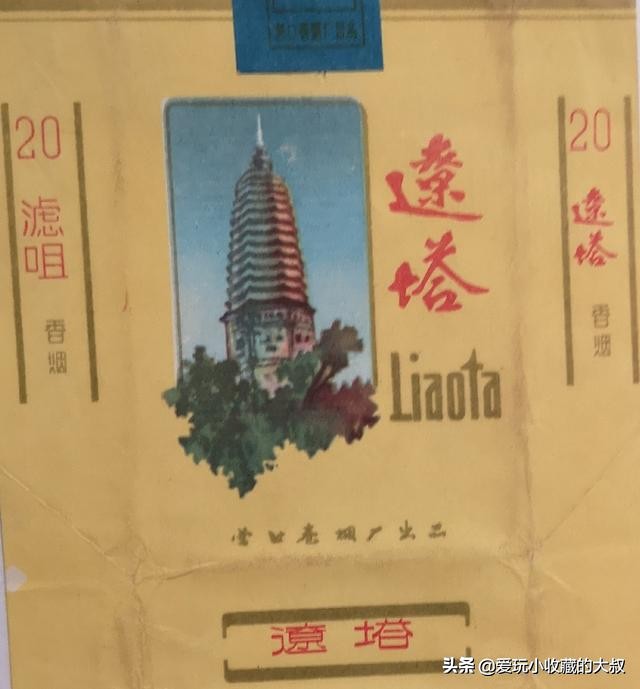 20
滤咀
香烟
遼塔
Liaota
营口卷烟厂出品
20
遼塔
香烟
遼塔
头条 @爱玩小收藏的大叔